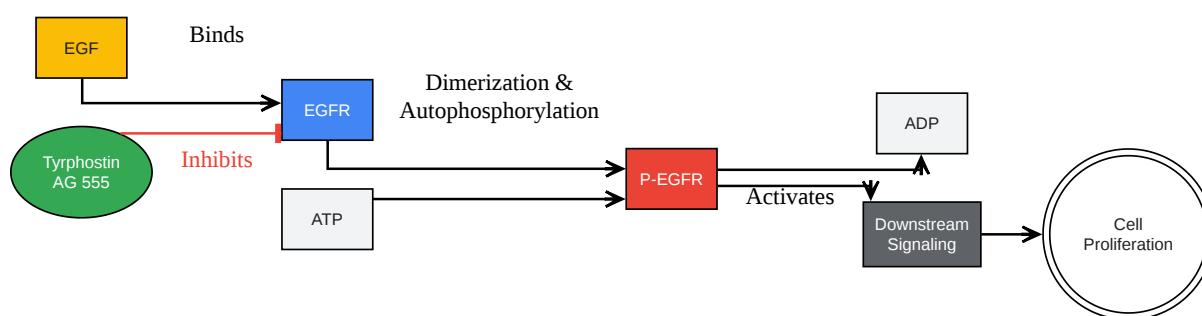 EGF
Binds
EGFR
Dimerization &
Autophosphorylation
Tyrphostin
AG 555
Inhibits
ATP
P-EGFR
ADP
Activates
Downstream
Signaling
Cell
Proliferation